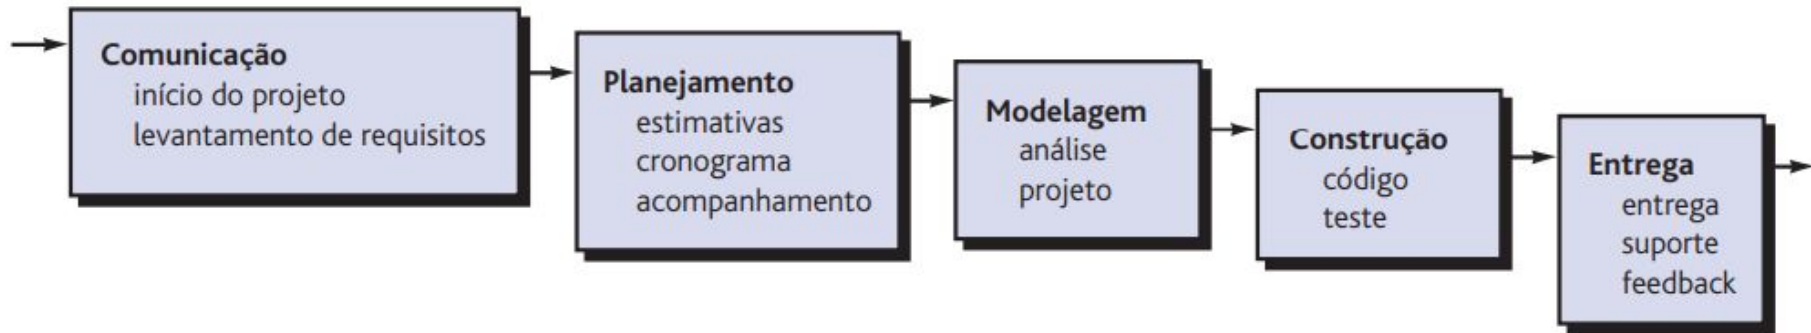 Comunicação
início do projeto
levantamento de requisitos
Planejamento
estimativas
cronograma
acompanhamento
Modelagem
análise
projeto
Construção
código
teste
Entrega
entrega
suporte
feedback